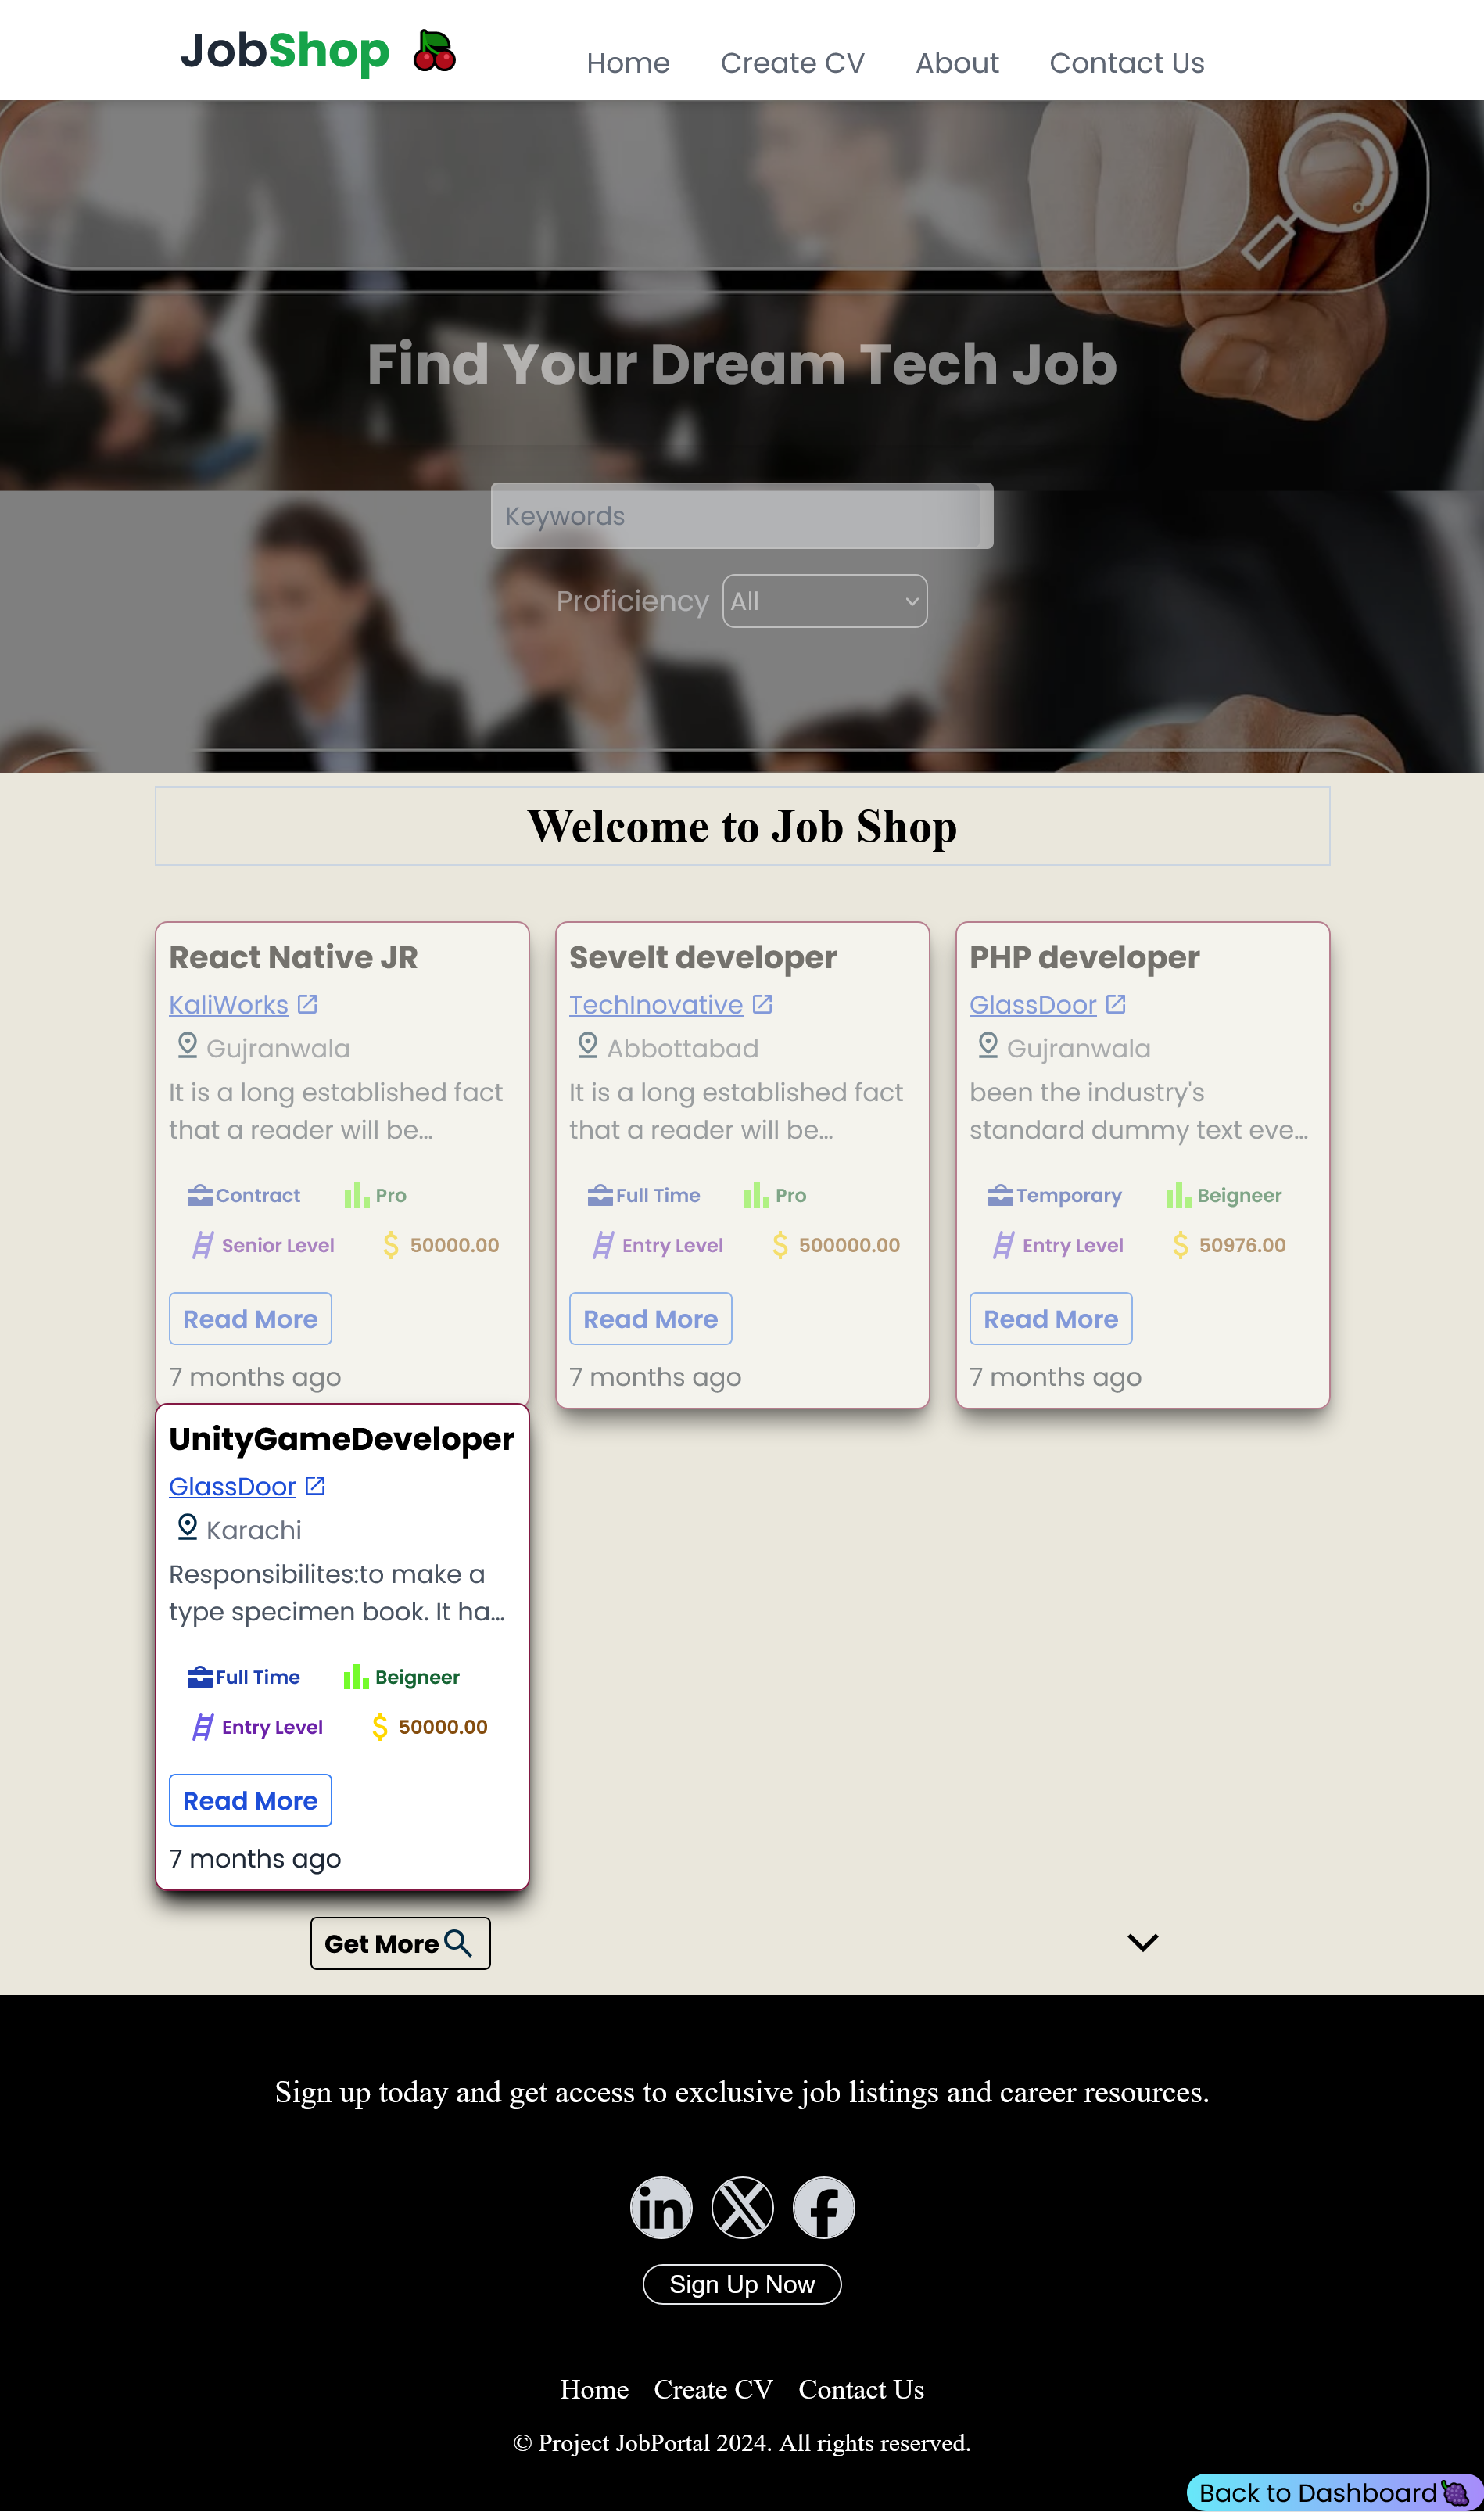 JobShop
Home Create CV About Contact Us
Find Your Dream Tech Job
Keywords
Proficiency All
Welcome to Job Shop
React Native JR
KaliWorks
Gujranwala
It is a long established fact
that a reader will be...
Contract Pro
Senior Level 50000.00
Read More
7 months ago
Sevelt developer
TechInovative
Abbottabad
It is a long established fact
that a reader will be...
Full Time Pro
Entry Level 500000.00
Read More
7 months ago
PHP developer
GlassDoor
Gujranwala
been the industry's
standard dummy text eve...
Temporary Beigneer
Entry Level 50976.00
Read More
7 months ago
UnityGameDeveloper
GlassDoor
Karachi
Responsibilites:to make a
type specimen book. It ha...
Full Time Beigneer
Entry Level 50000.00
Read More
7 months ago
Get More
Sign up today and get access to exclusive job listings and career resources.
Sign Up Now
Home Create CV Contact Us
© Project JobPortal 2024. All rights reserved.
Back to Dashboard